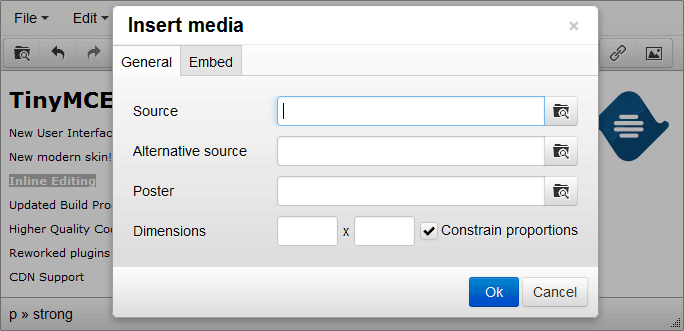 File Edit
Insert media ×
General Embed
TinyMCE
Source
New User Interfac
Alternative source
New modern skin!
Inline Editing
Poster
Updated Build Pro
Dimensions x Constrain proportions
Higher Quality Co
Reworked plugins
CDN Support
Ok Cancel
p » strong